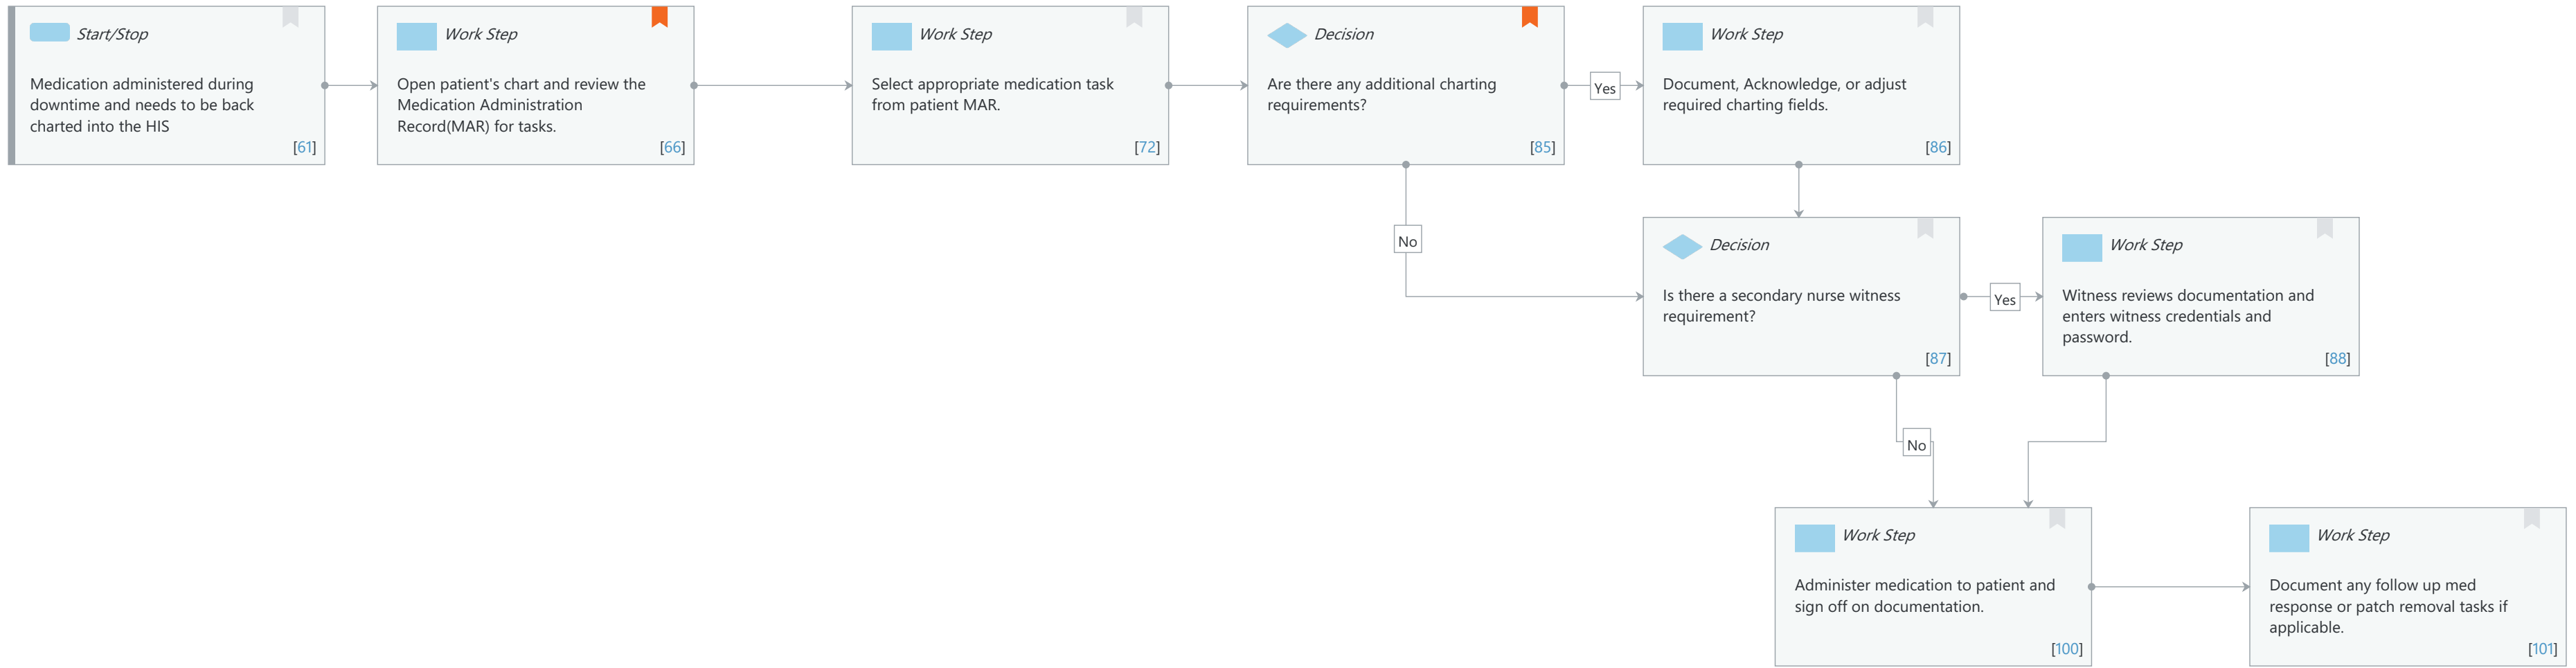 Start/Stop
Medication administered during
downtime and needs to be back
charted into the HIS
[61]
Work Step
Open patient's chart and review the
Medication Administration
Record(MAR) for tasks.
[66]
Work Step
Select appropriate medication task
from patient MAR.
[72]
Decision
Are there any additional charting
requirements?
[85]
Yes
Work Step
Document, Acknowledge, or adjust
required charting fields.
[86]
No
Decision
Is there a secondary nurse witness
requirement?
[87]
Yes
Work Step
Witness reviews documentation and
enters witness credentials and
password.
[88]
No
Work Step
Administer medication to patient and
sign off on documentation.
[100]
Work Step
Document any follow up med
response or patch removal tasks if
applicable.
[101]